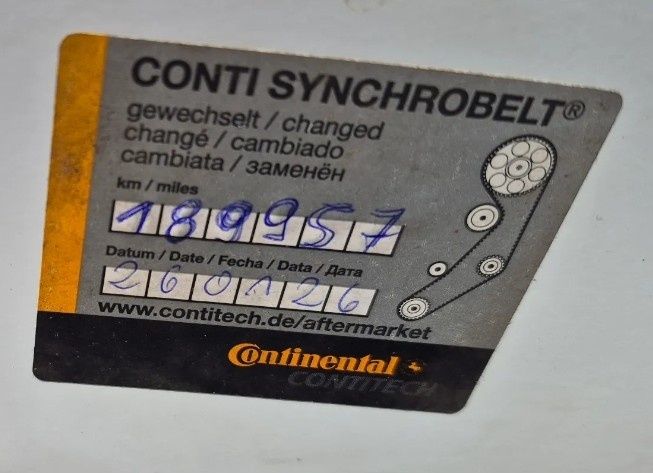 CONTI SYNCHROBELT®
gewechselt / changed
changé / cambiado
cambiata / заменён
km / miles
189957
Datum / Date / Fecha / Data / Дата
260126
www.contitech.de/aftermarket
Continental
CONTITECH